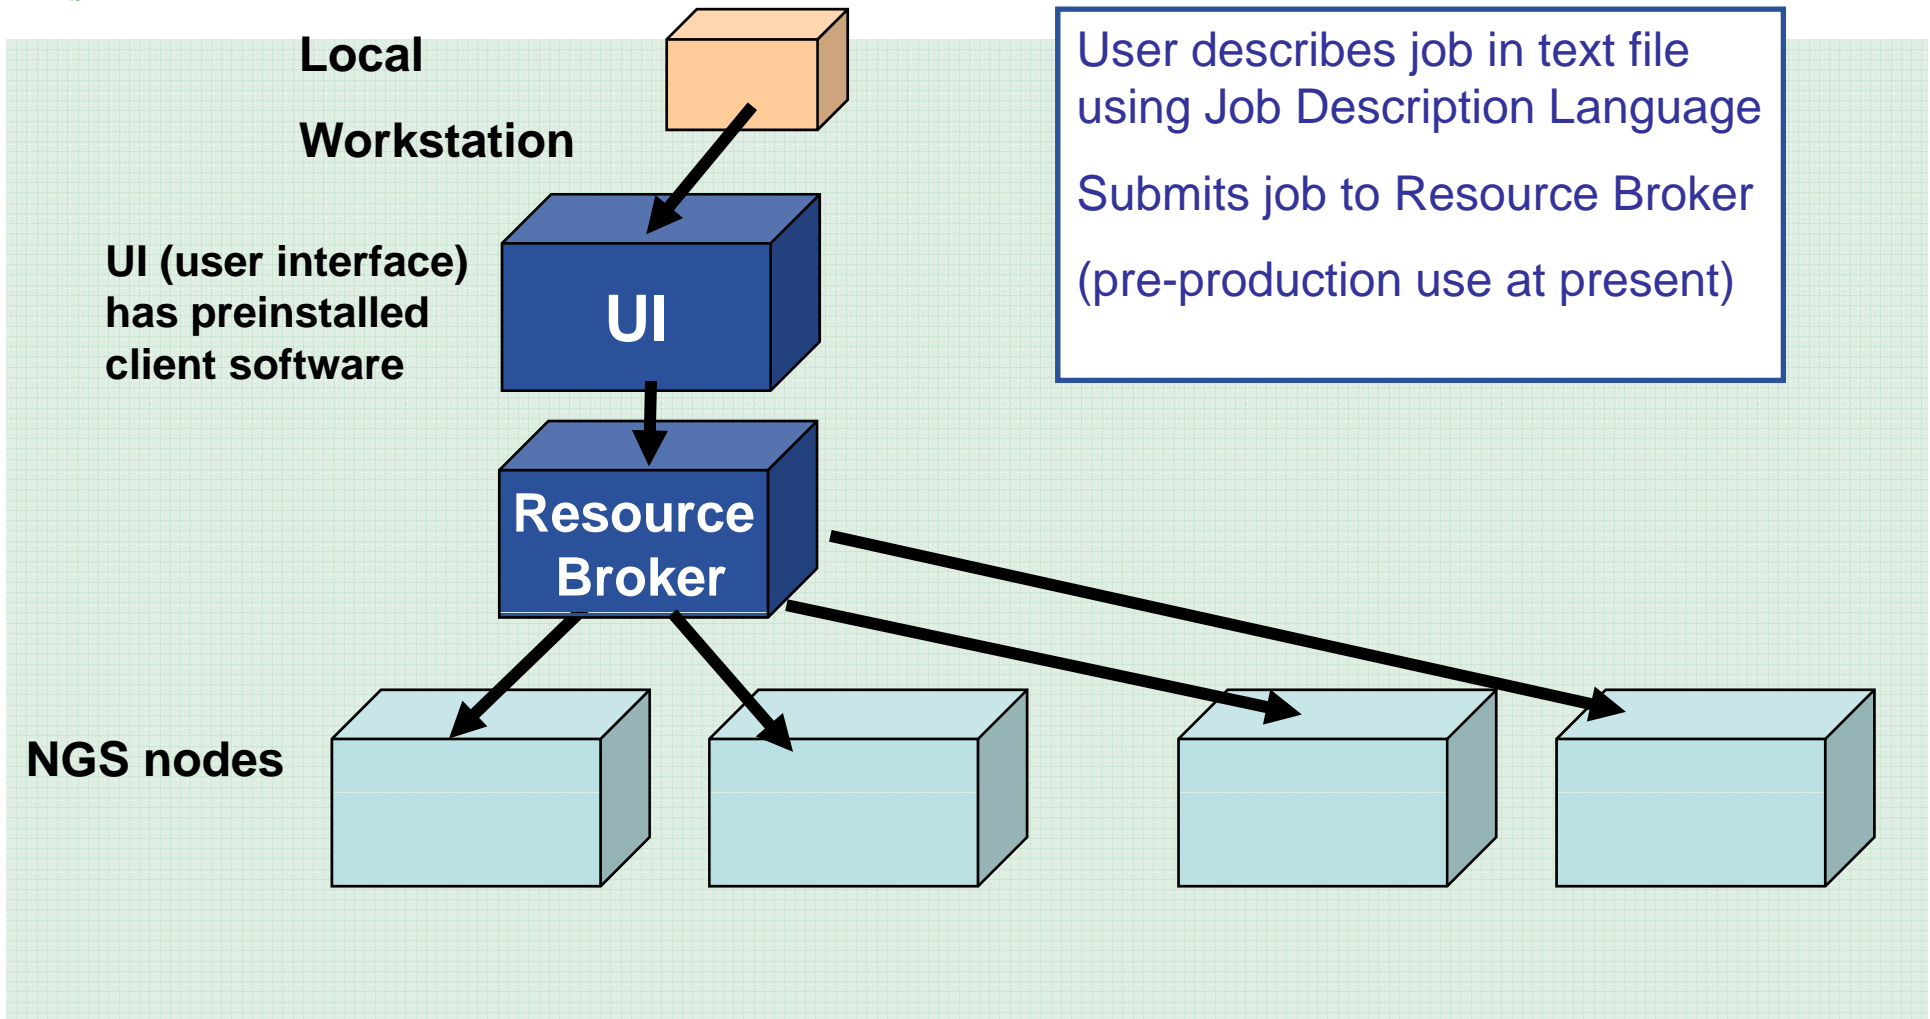 Local
Workstation
User describes job in text file
using Job Description Language
Submits job to Resource Broker
(pre-production use at present)
UI (user interface)
has preinstalled
client software
UI
Resource
Broker
NGS nodes